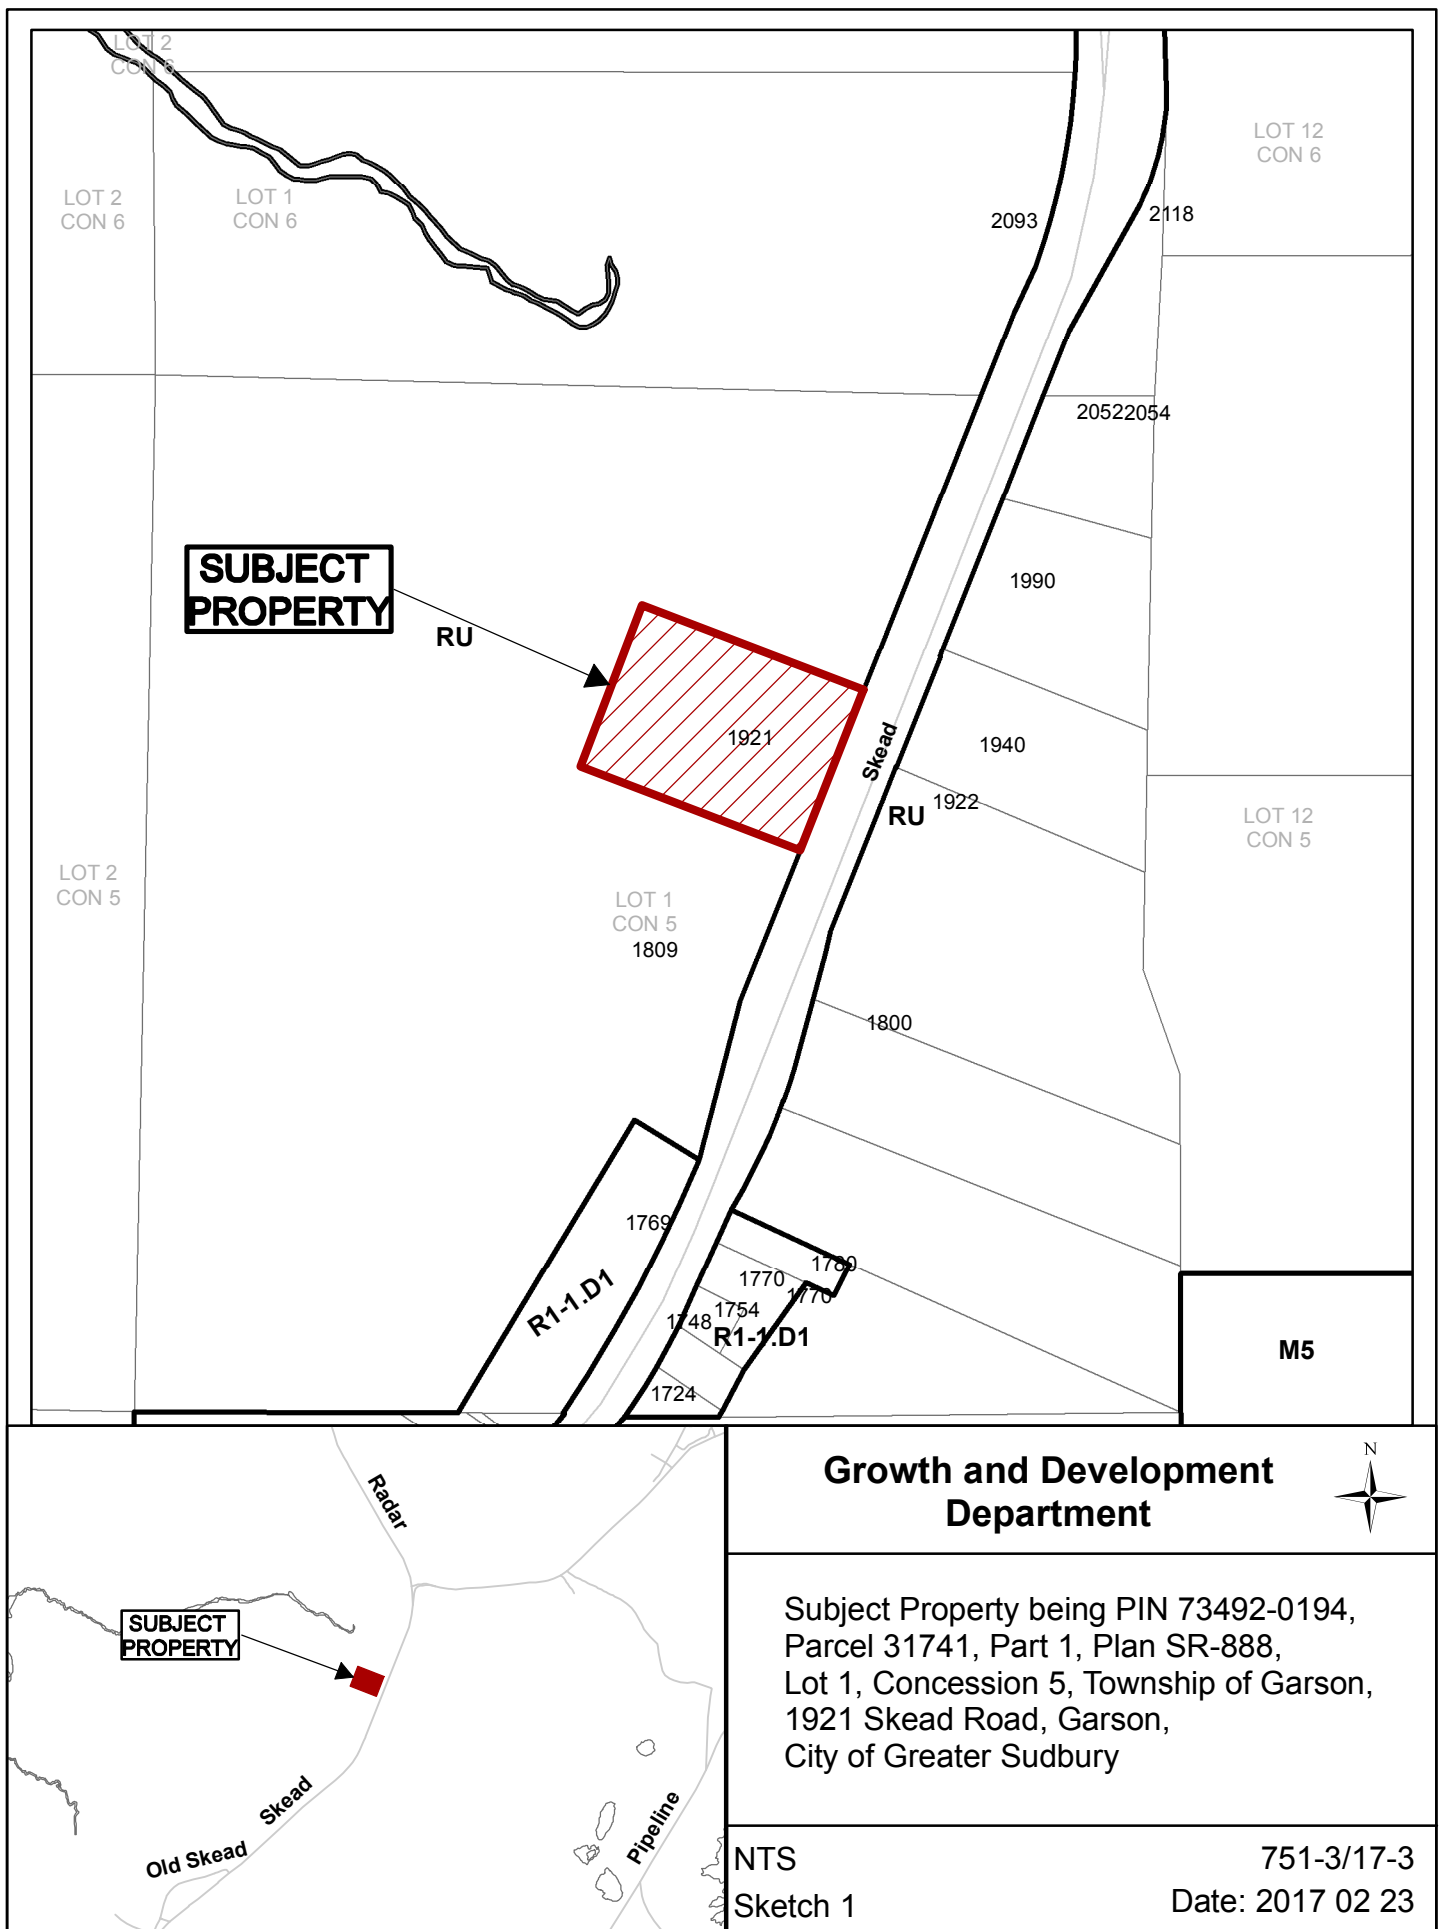 LOT 2
CON 6
LOT 12
CON 6
LOT 2
CON 6
LOT 1
CON 6
2093
2118
2052
2054
SUBJECT
PROPERTY
RU
1990
1921
Skead
1940
1922
RU
LOT 12
CON 5
LOT 2
CON 5
LOT 1
CON 5
1809
1800
1769
1780
1770
1770
1754
1748
R1-1.D1
R1-1.D1
M5
1724
Radar
SUBJECT
PROPERTY
Skead
Old Skead
Pipeline
Growth and Development
Department
N
Subject Property being PIN 73492-0194,
Parcel 31741, Part 1, Plan SR-888,
Lot 1, Concession 5, Township of Garson,
1921 Skead Road, Garson,
City of Greater Sudbury
NTS
751-3/17-3
Sketch 1
Date: 2017 02 23